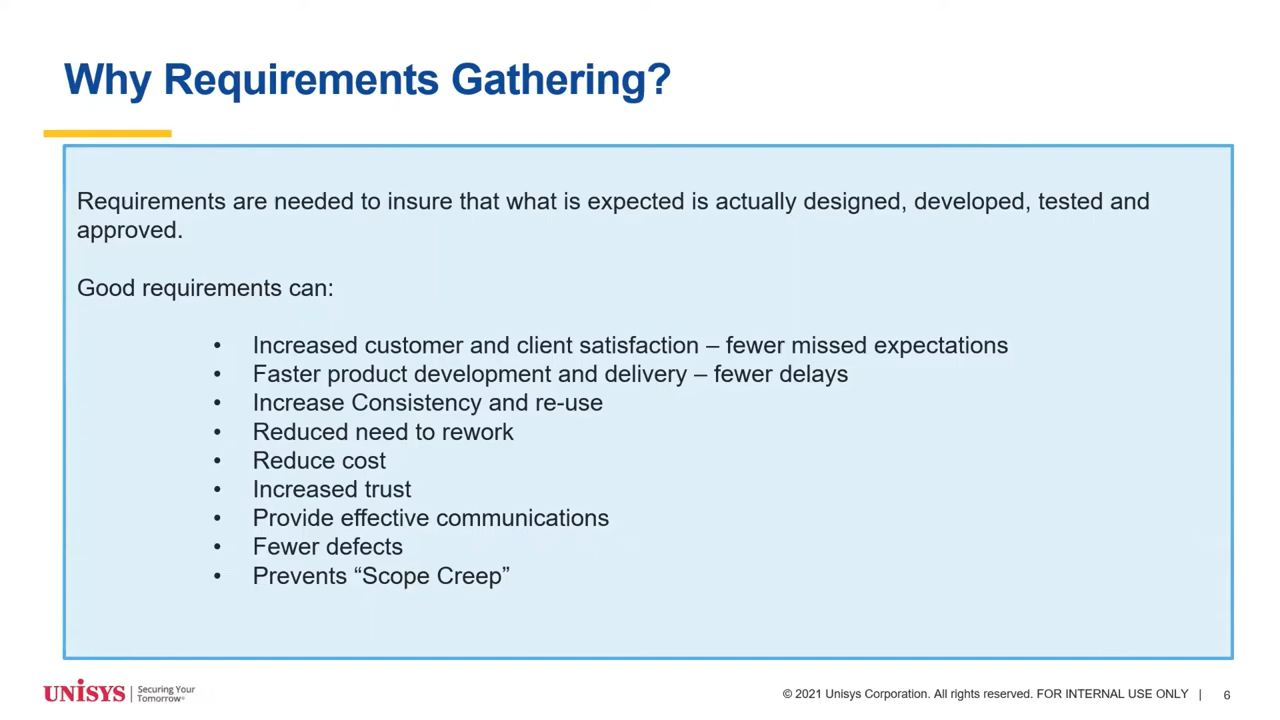 Why Requirements Gathering?
Requirements are needed to insure that what is expected is actually designed, developed, tested and
approved.
Good requirements can:
• Increased customer and client satisfaction – fewer missed expectations
• Faster product development and delivery – fewer delays
• Increase Consistency and re-use
• Reduced need to rework
• Reduce cost
• Increased trust
• Provide effective communications
• Fewer defects
• Prevents “Scope Creep”
UNISYS | Securing Your
Tomorrow®
© 2021 Unisys Corporation. All rights reserved. FOR INTERNAL USE ONLY | 6